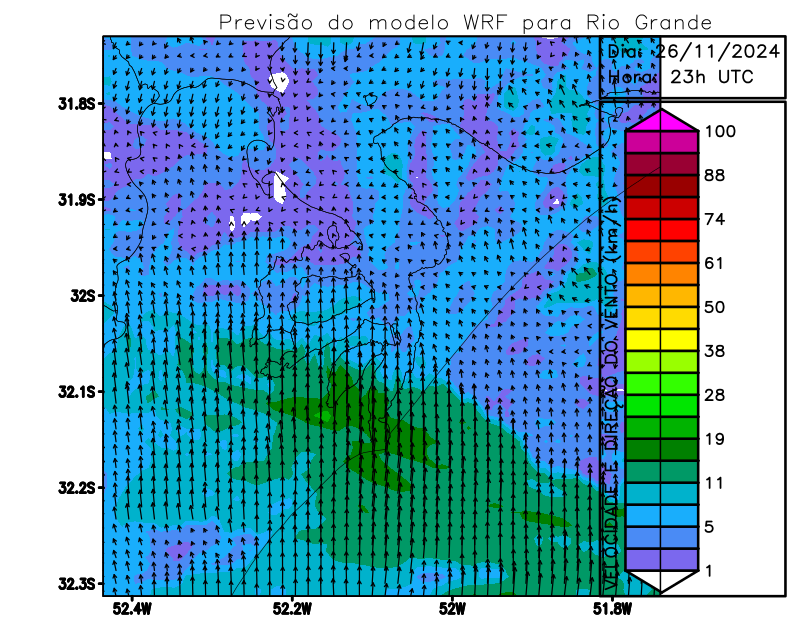 Previsão do modelo WRF para Rio Grande
Dia: 26/11/2024
Hora: 23h UTC
31.8S
31.9S
32S
32.1S
32.2S
32.3S
52.4W
52.2W
52W
51.8W
VELOCIDADE E DIREÇÃO DO VENTO (km/h)
100
88
74
61
50
38
28
19
11
5
1